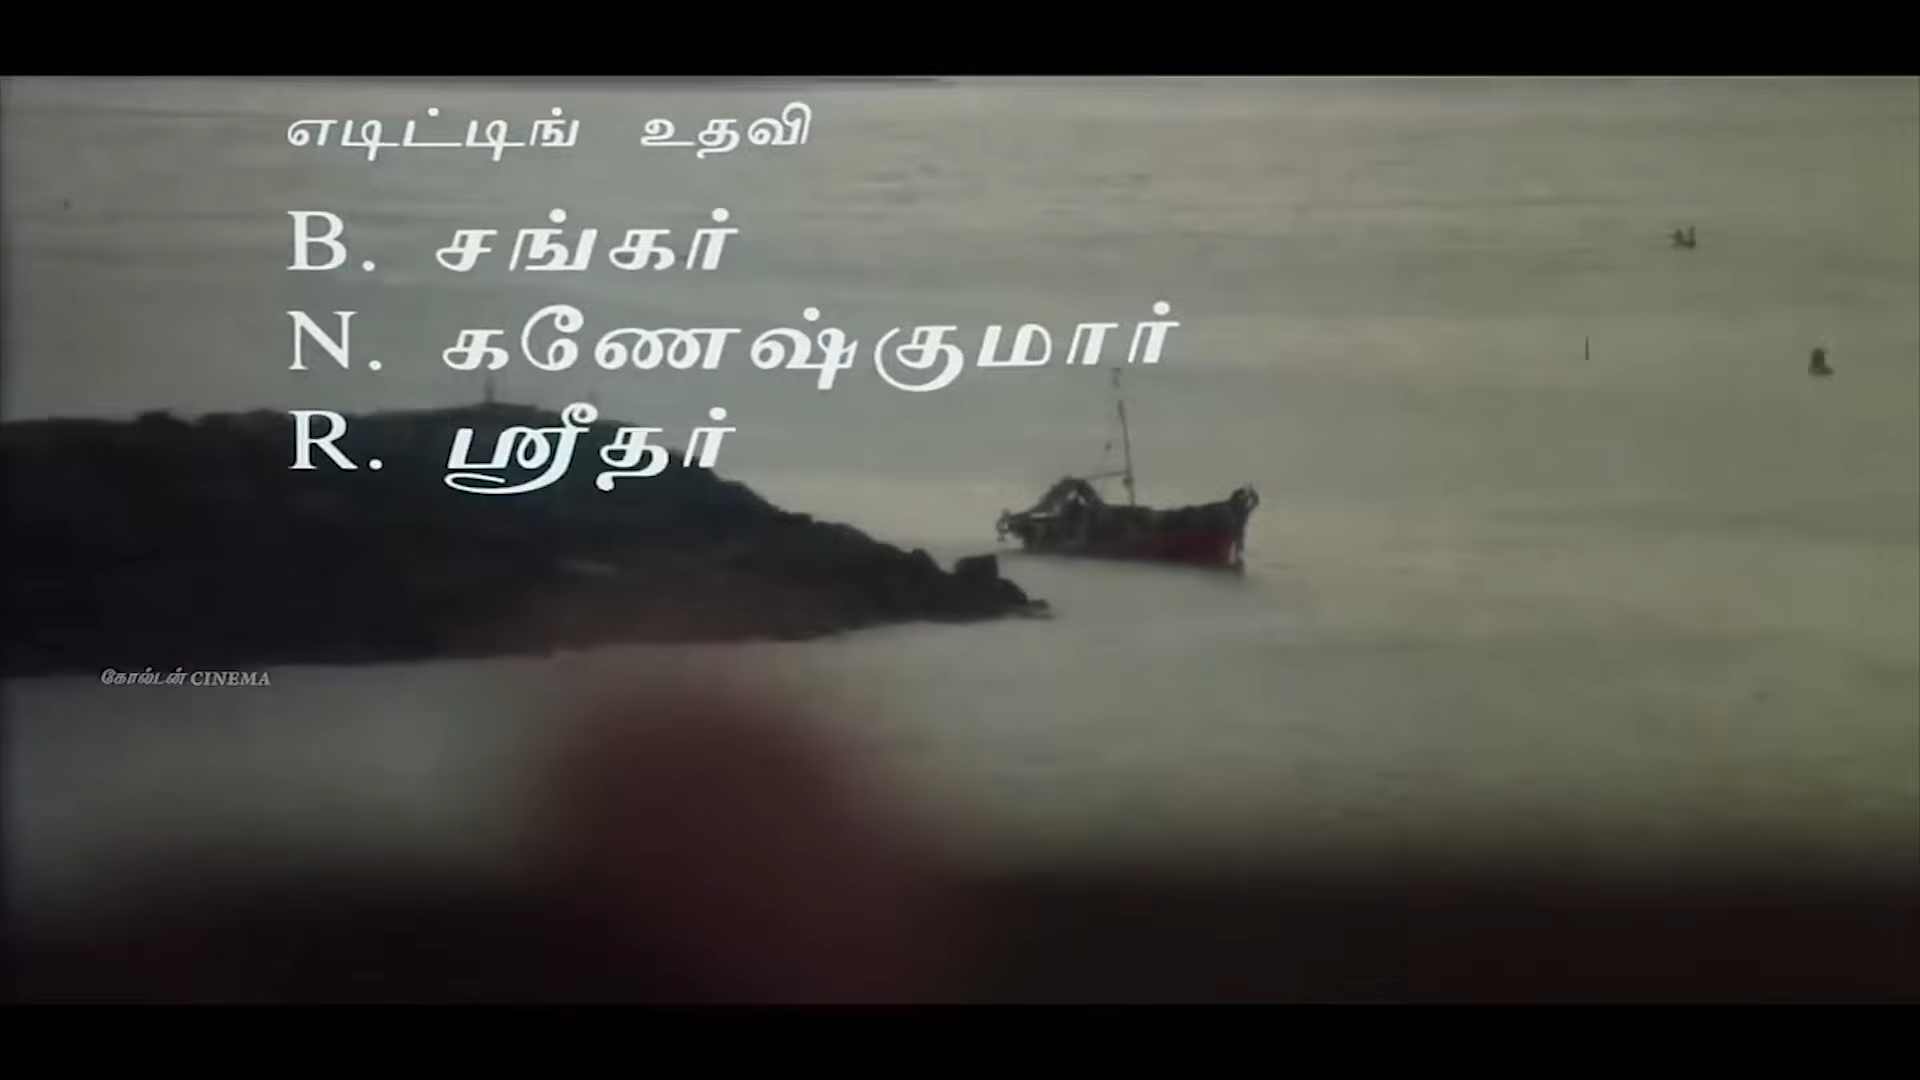 எடிட்டிங் உதவி
B. சங்கர்
N. கணேஷ்குமார்
R. ஸ்ரீதர்
கோல்டன் CINEMA